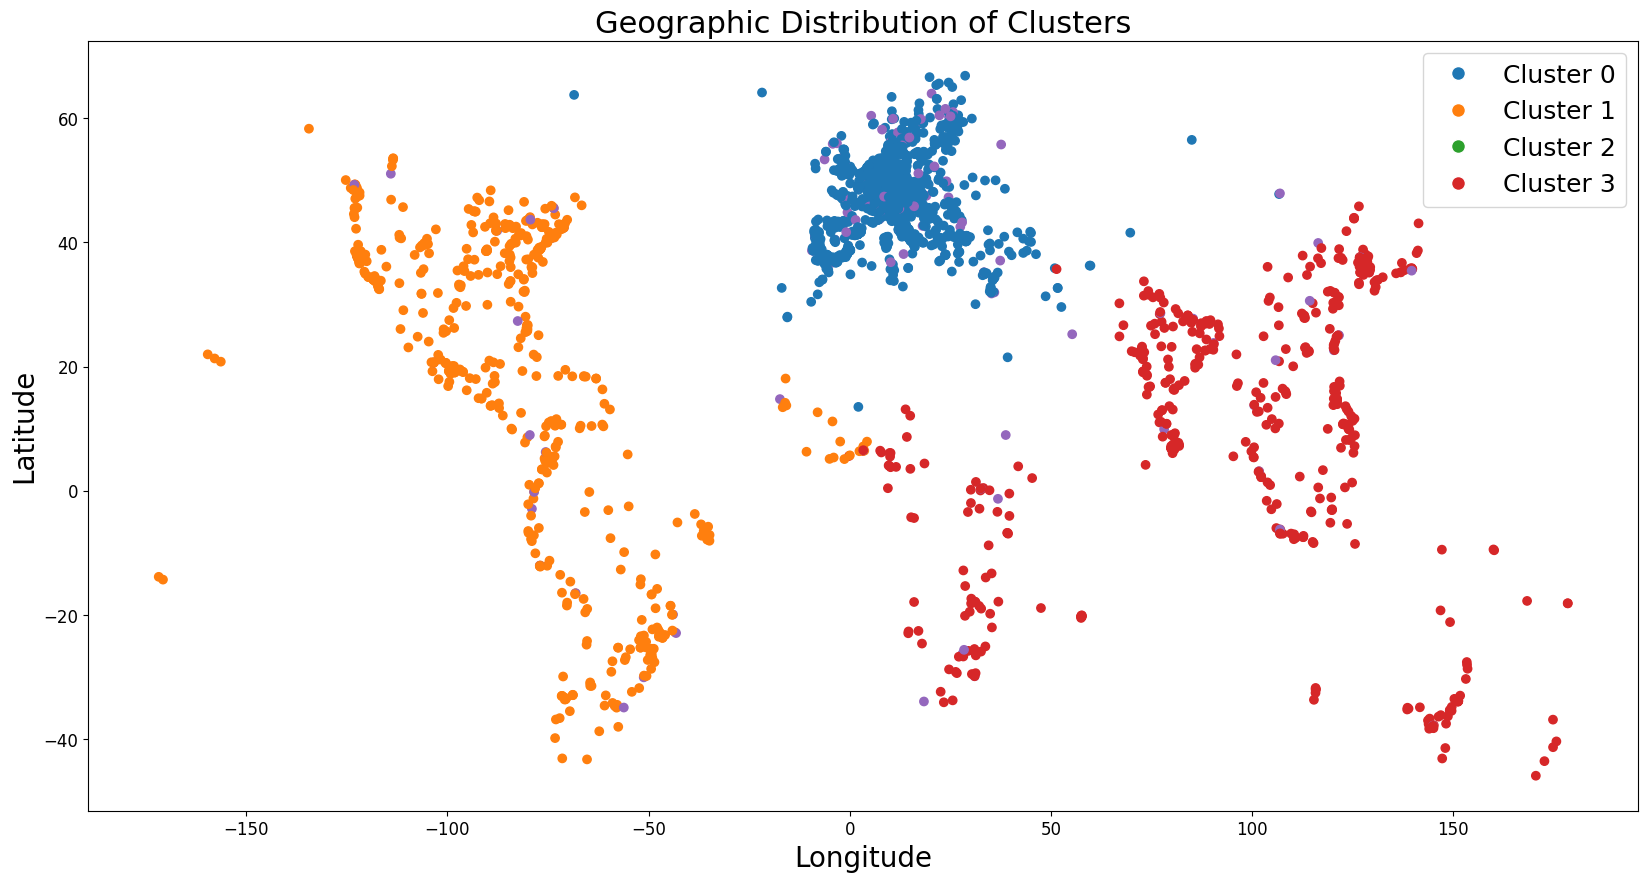 Geographic Distribution of Clusters
Cluster 0
Cluster 1
Cluster 2
Cluster 3
60
40
20
0
−20
−40
Latitude
−150
−100
−50
0
50
100
150
Longitude